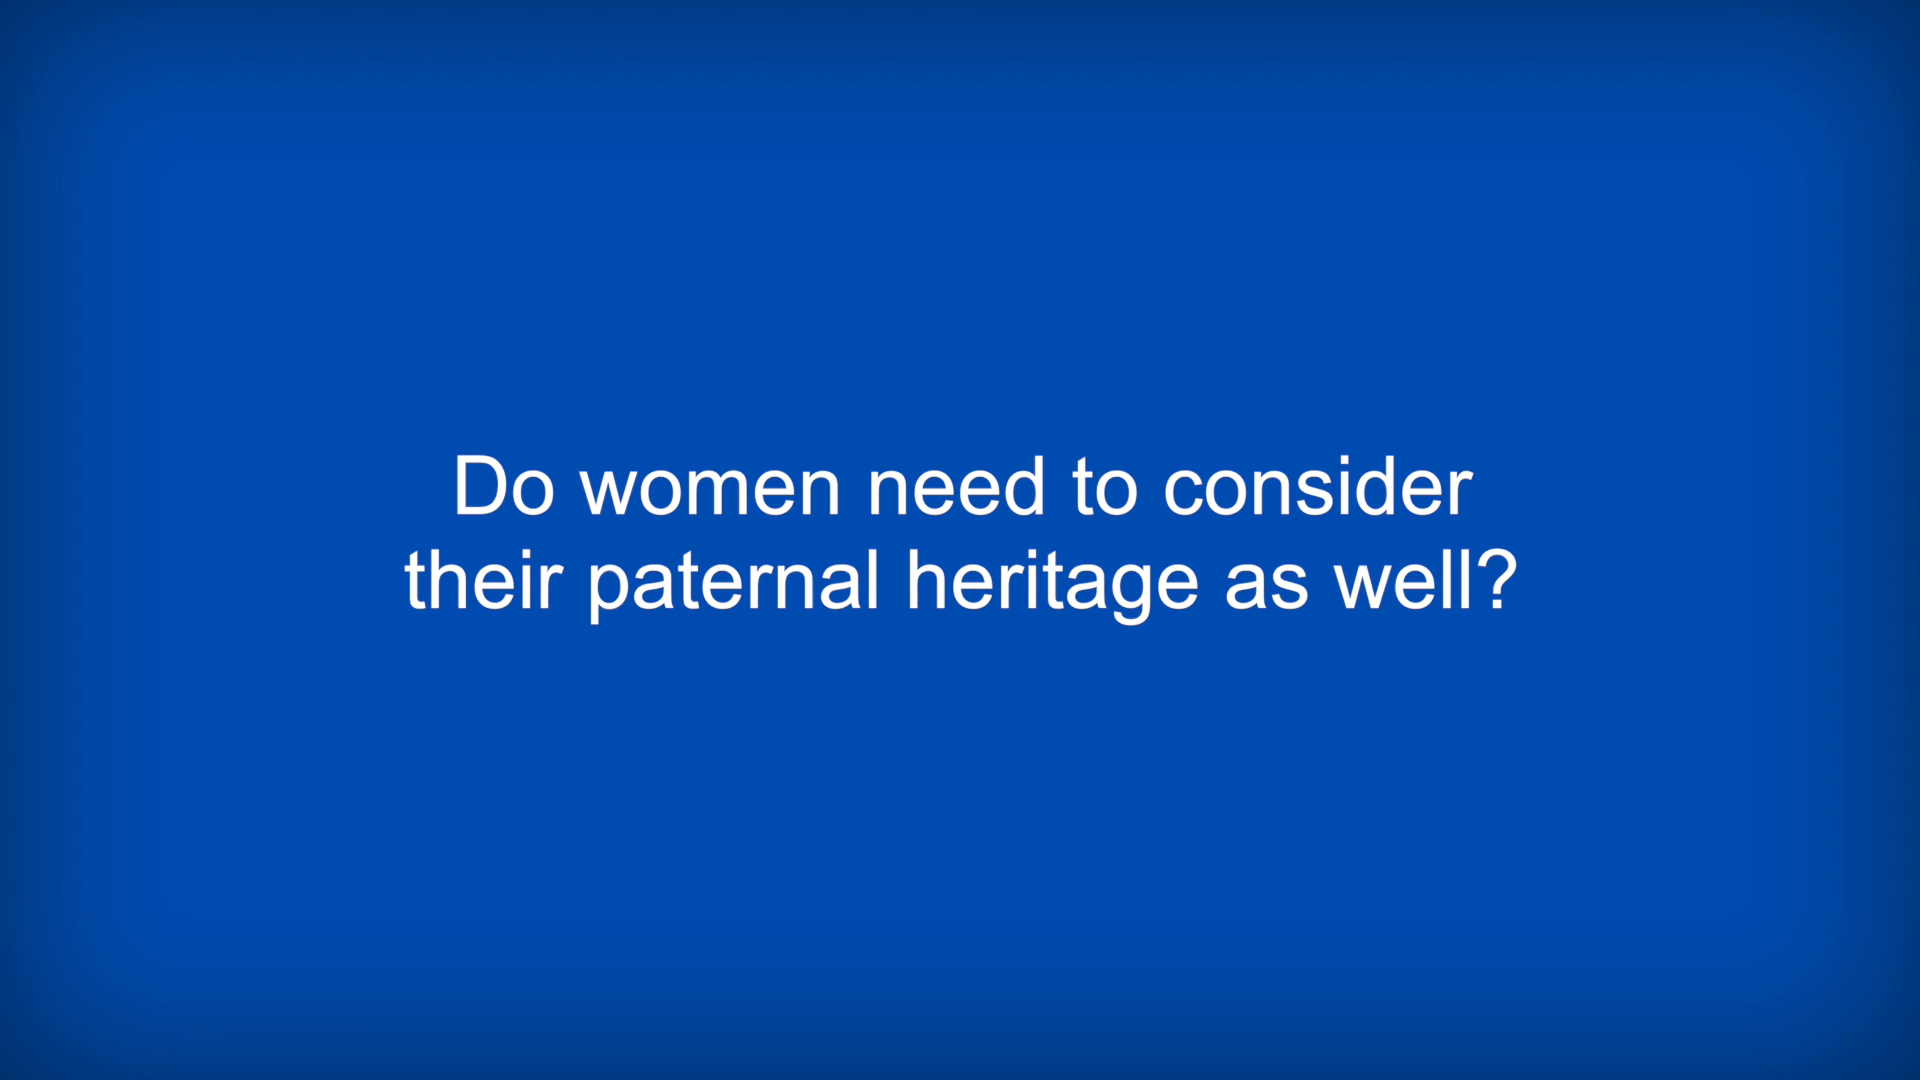 Do women need to consider
their paternal heritage as well?